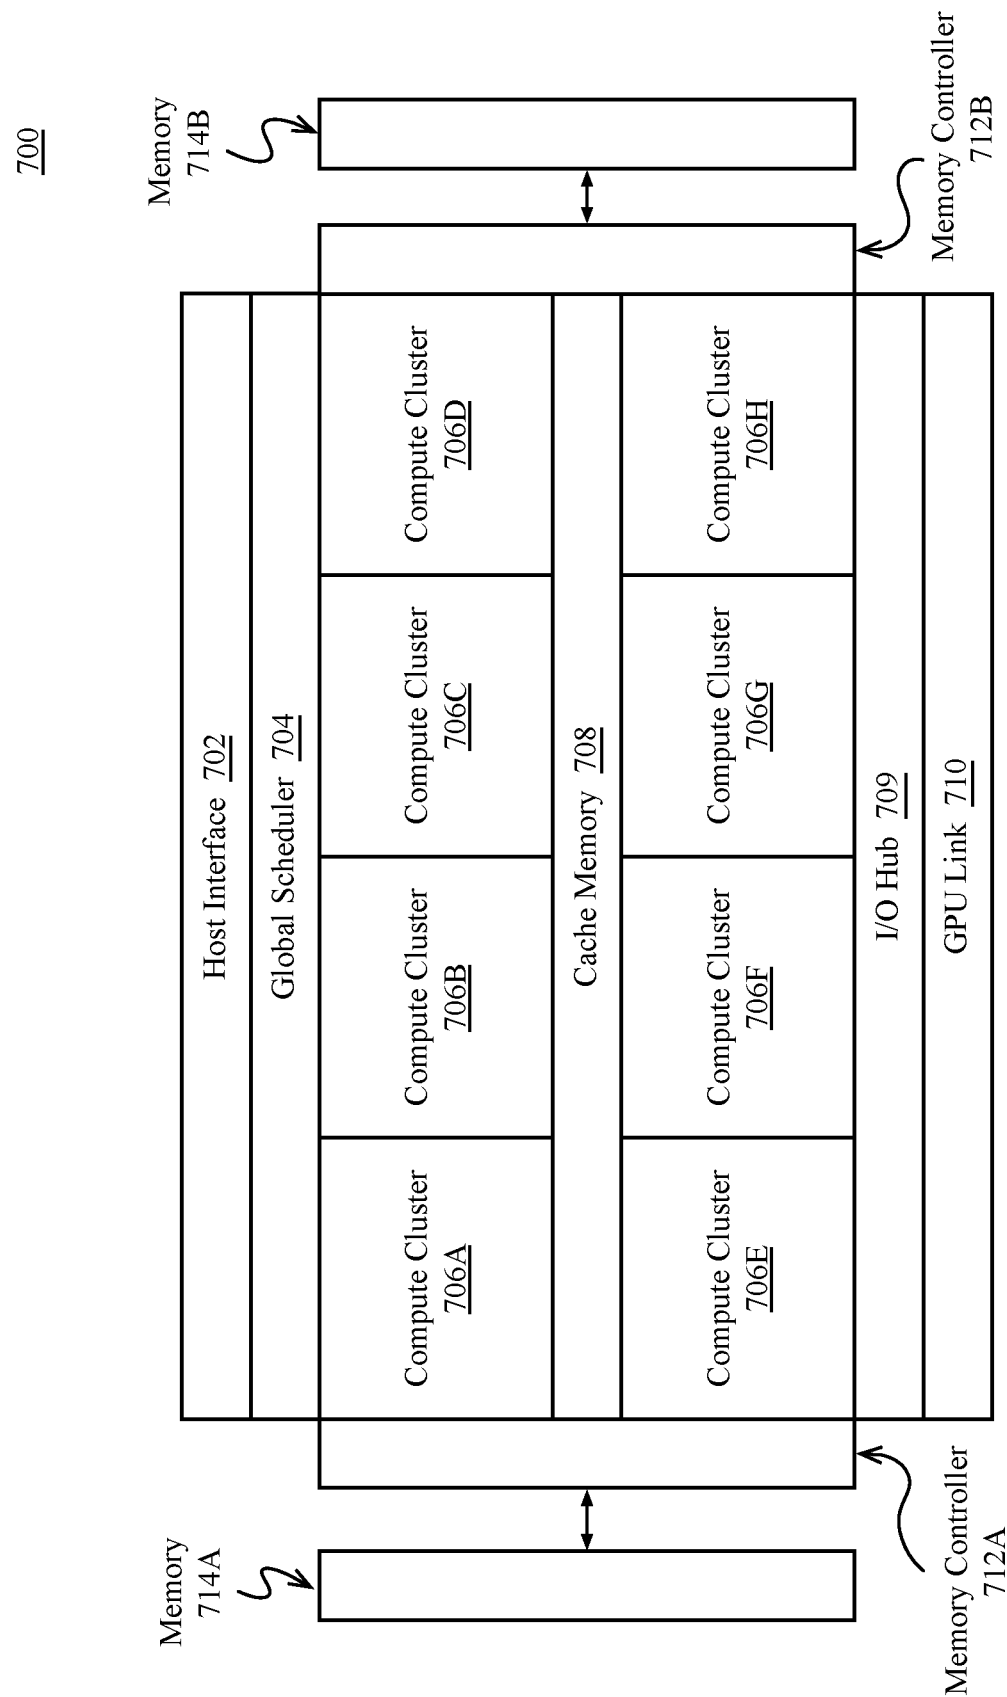 700
Memory
714A
Memory
714B
Host Interface 702
Global Scheduler 704
Compute Cluster
706A
Compute Cluster
706B
Compute Cluster
706C
Compute Cluster
706D
Cache Memory 708
Compute Cluster
706E
Compute Cluster
706F
Compute Cluster
706G
Compute Cluster
706H
I/O Hub 709
GPU Link 710
Memory Controller
712A
Memory Controller
712B